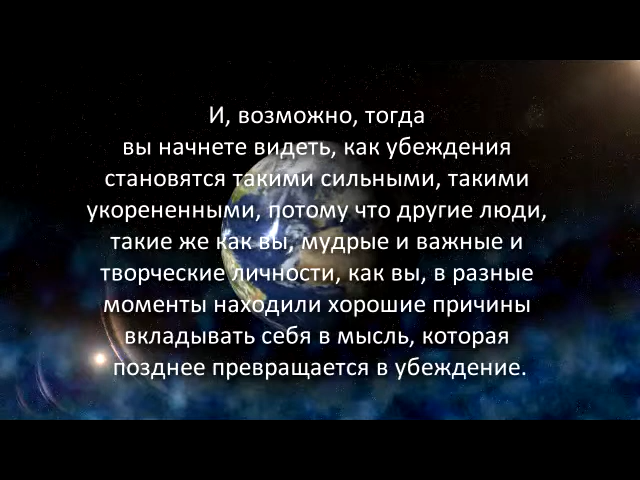 И, возможно, тогда
вы начнете видеть, как убеждения
становятся такими сильными, такими
укорененными, потому что другие люди,
такие же как вы, мудрые и важные и
творческие личности, как вы, в разные
моменты находили хорошие причины
вкладывать себя в мысль, которая
позднее превращается в убеждение.